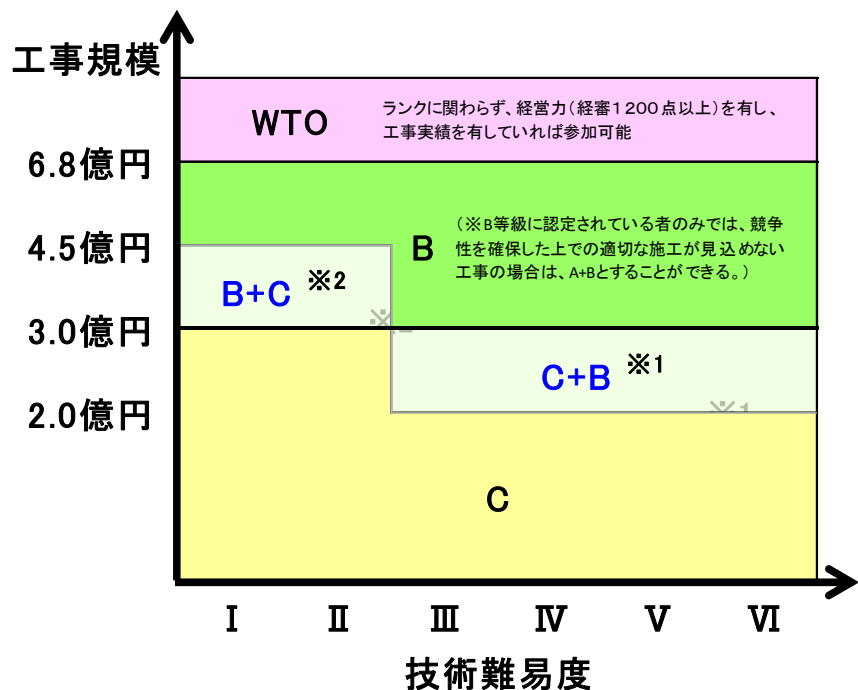 工事規模
WTO
ランクに関わらず、経営力(経審1200点以上)を有し、
工事実績を有していれば参加可能
6.8億円
B
(※B等級に認定されている者のみでは、競争
性を確保した上での適切な施工が見込めない
工事の場合は、A+Bとすることができる。)
4.5億円
B+C ※2
3.0億円
C+B ※1
2.0億円
C
Ⅰ Ⅱ Ⅲ Ⅳ Ⅴ Ⅵ
技術難易度